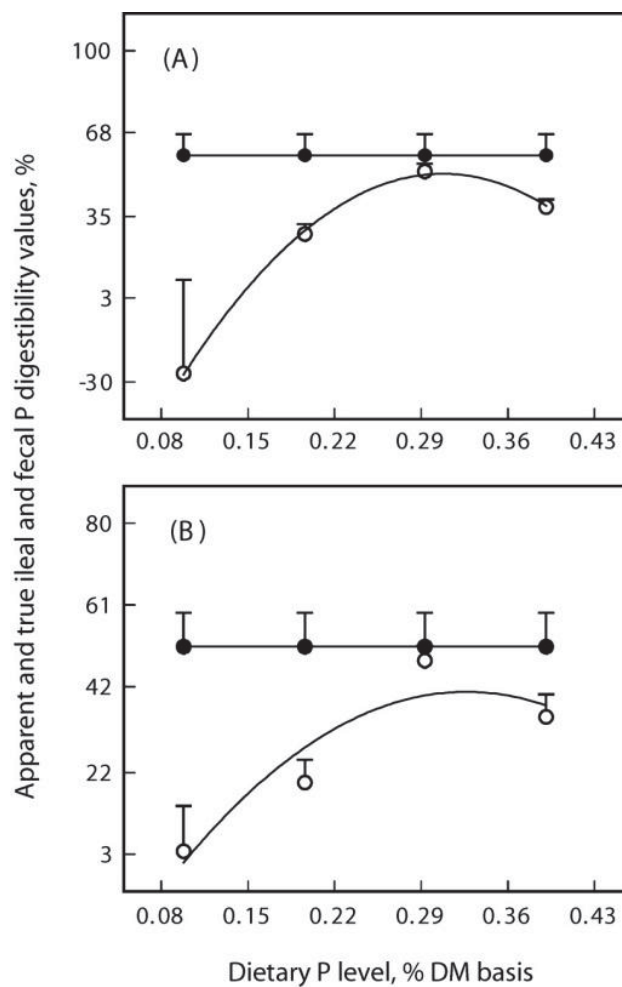 Apparent and true ileal and fecal P digestibility values, %
(A)
100
68
35
3
-30
0.08 0.15 0.22 0.29 0.36 0.43
(B)
80
61
42
22
3
0.08 0.15 0.22 0.29 0.36 0.43
Dietary P level, % DM basis